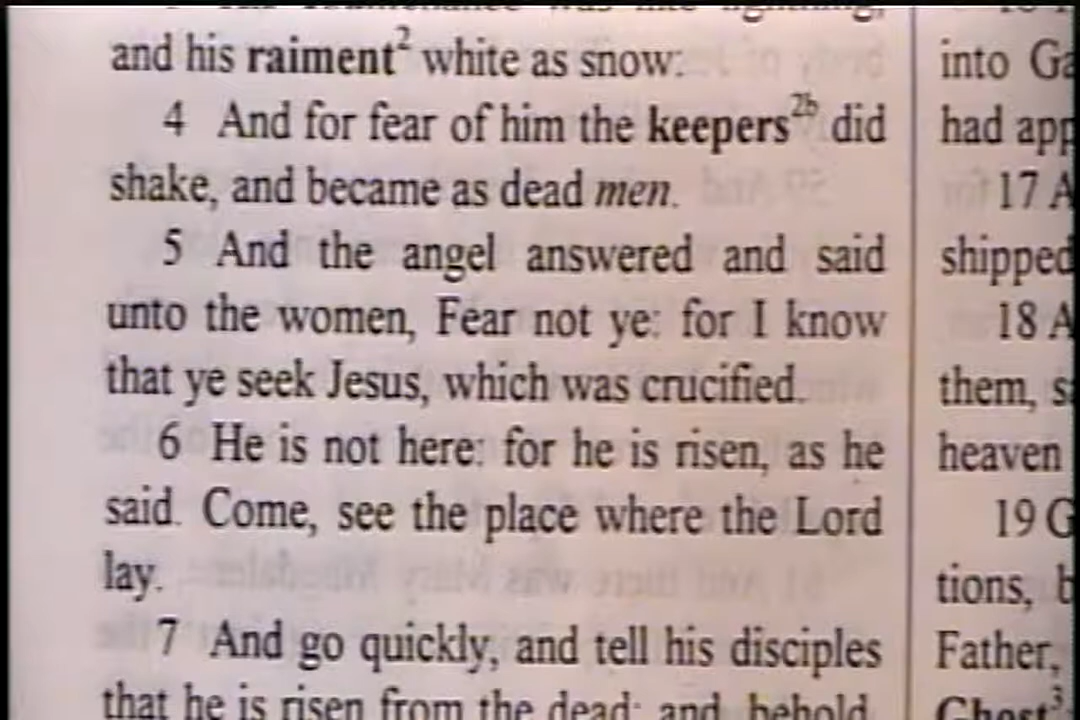 and his raiment² white as snow:
4 And for fear of him the keepers²ᵇ did
shake, and became as dead men.
5 And the angel answered and said
unto the women, Fear not ye: for I know
that ye seek Jesus, which was crucified.
6 He is not here: for he is risen, as he
said. Come, see the place where the Lord
lay.
7 And go quickly, and tell his disciples
that he is risen from the dead; and, behold,
into
had
17
shipped
18
them,
heaven
19
tions,
Father,
Ghost³